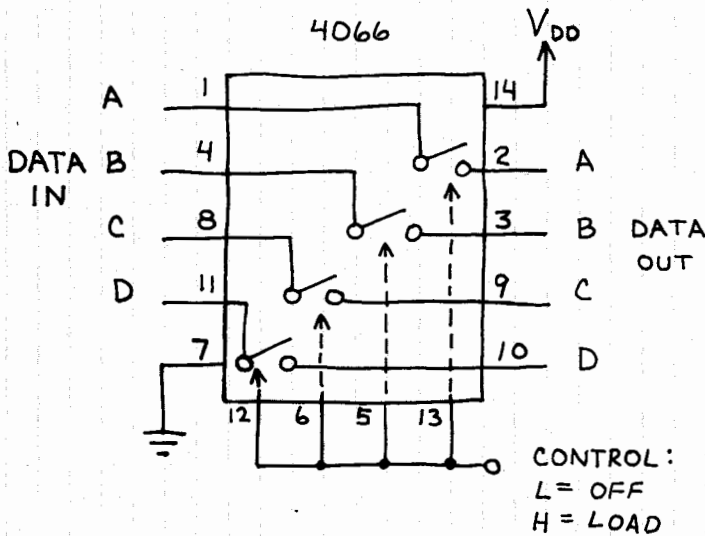 4066
V_DD
A 1 14
DATA IN B 4 2 A
C 8 3 B DATA OUT
D 11 9 C
7 10 D
12 6 5 13
CONTROL:
L = OFF
H = LOAD